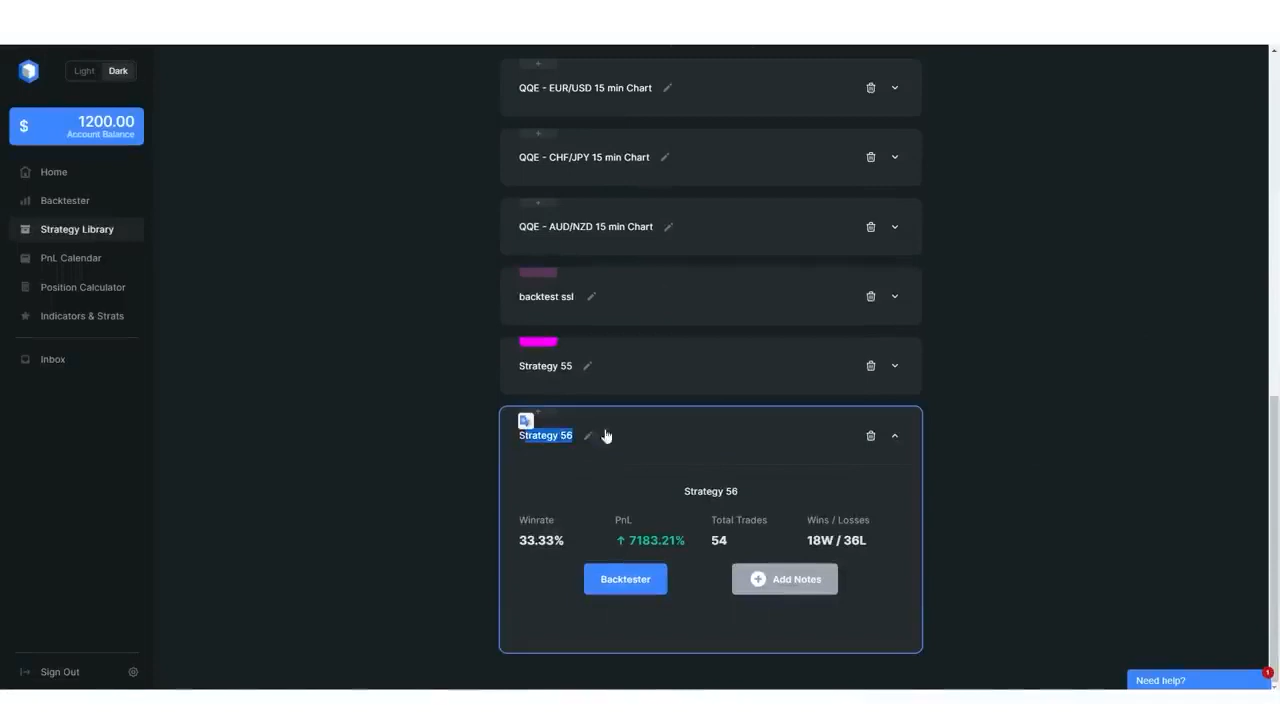 Light
Dark
$
1200.00
Account Balance
Home
Backtester
Strategy Library
PnL Calendar
Position Calculator
Indicators & Strats
Inbox
Sign Out
QQE - EUR/USD 15 min Chart
QQE - CHF/JPY 15 min Chart
QQE - AUD/NZD 15 min Chart
backtest ssl
Strategy 55
Strategy 56
Strategy 56
Winrate
PnL
Total Trades
Wins / Losses
33.33%
↑ 7183.21%
54
18W / 36L
Backtester
Add Notes
Need help?
1